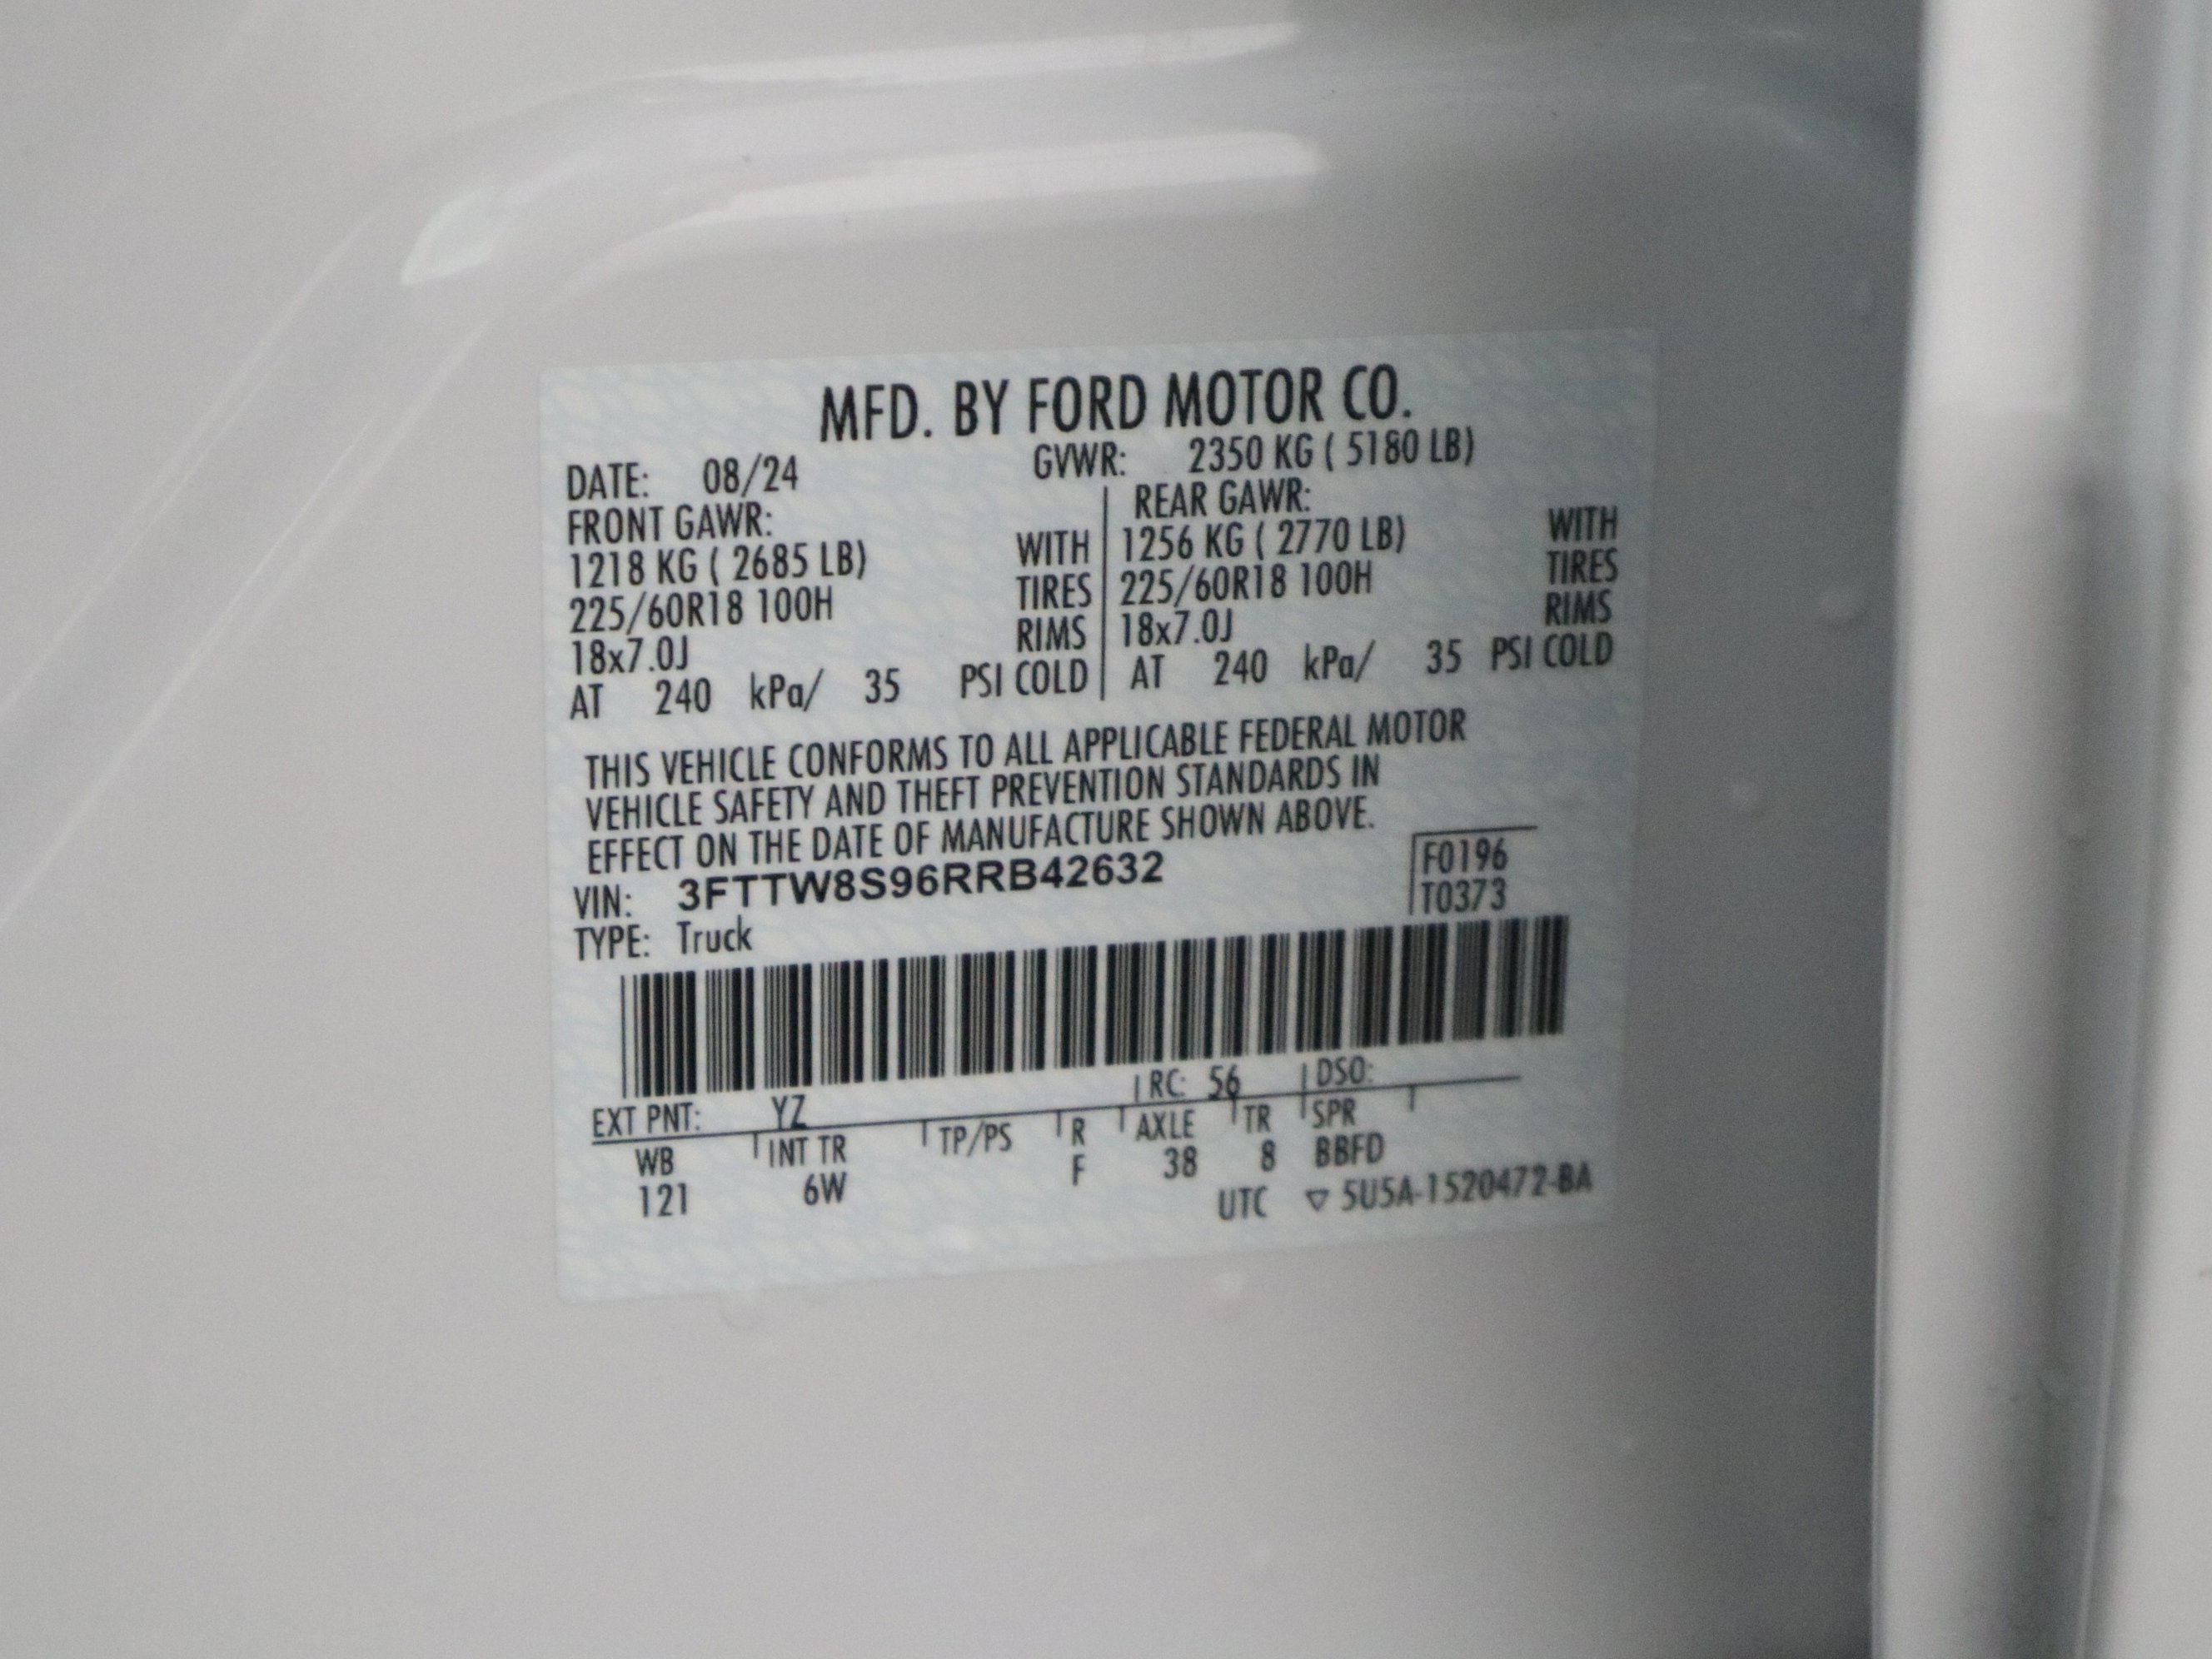 MFD. BY FORD MOTOR CO.
DATE: 08/24 GVWR: 2350 KG ( 5180 LB)
FRONT GAWR: REAR GAWR:
1218 KG ( 2685 LB) WITH 1256 KG ( 2770 LB) WITH
225/60R18 100H TIRES 225/60R18 100H TIRES
18x7.0J RIMS 18x7.0J RIMS
AT 240 kPa/ 35 PSI COLD AT 240 kPa/ 35 PSI COLD
THIS VEHICLE CONFORMS TO ALL APPLICABLE FEDERAL MOTOR
VEHICLE SAFETY AND THEFT PREVENTION STANDARDS IN
EFFECT ON THE DATE OF MANUFACTURE SHOWN ABOVE.
VIN: 3FTTW8S96RRB42632 F0196
TYPE: Truck T0373
EXT PNT: YZ RC: 56 DSO:
WB INT TR TP/PS R AXLE TR SPR
121 6W F 38 8 BBFD
UTC ▽ 5U5A-1520472-BA